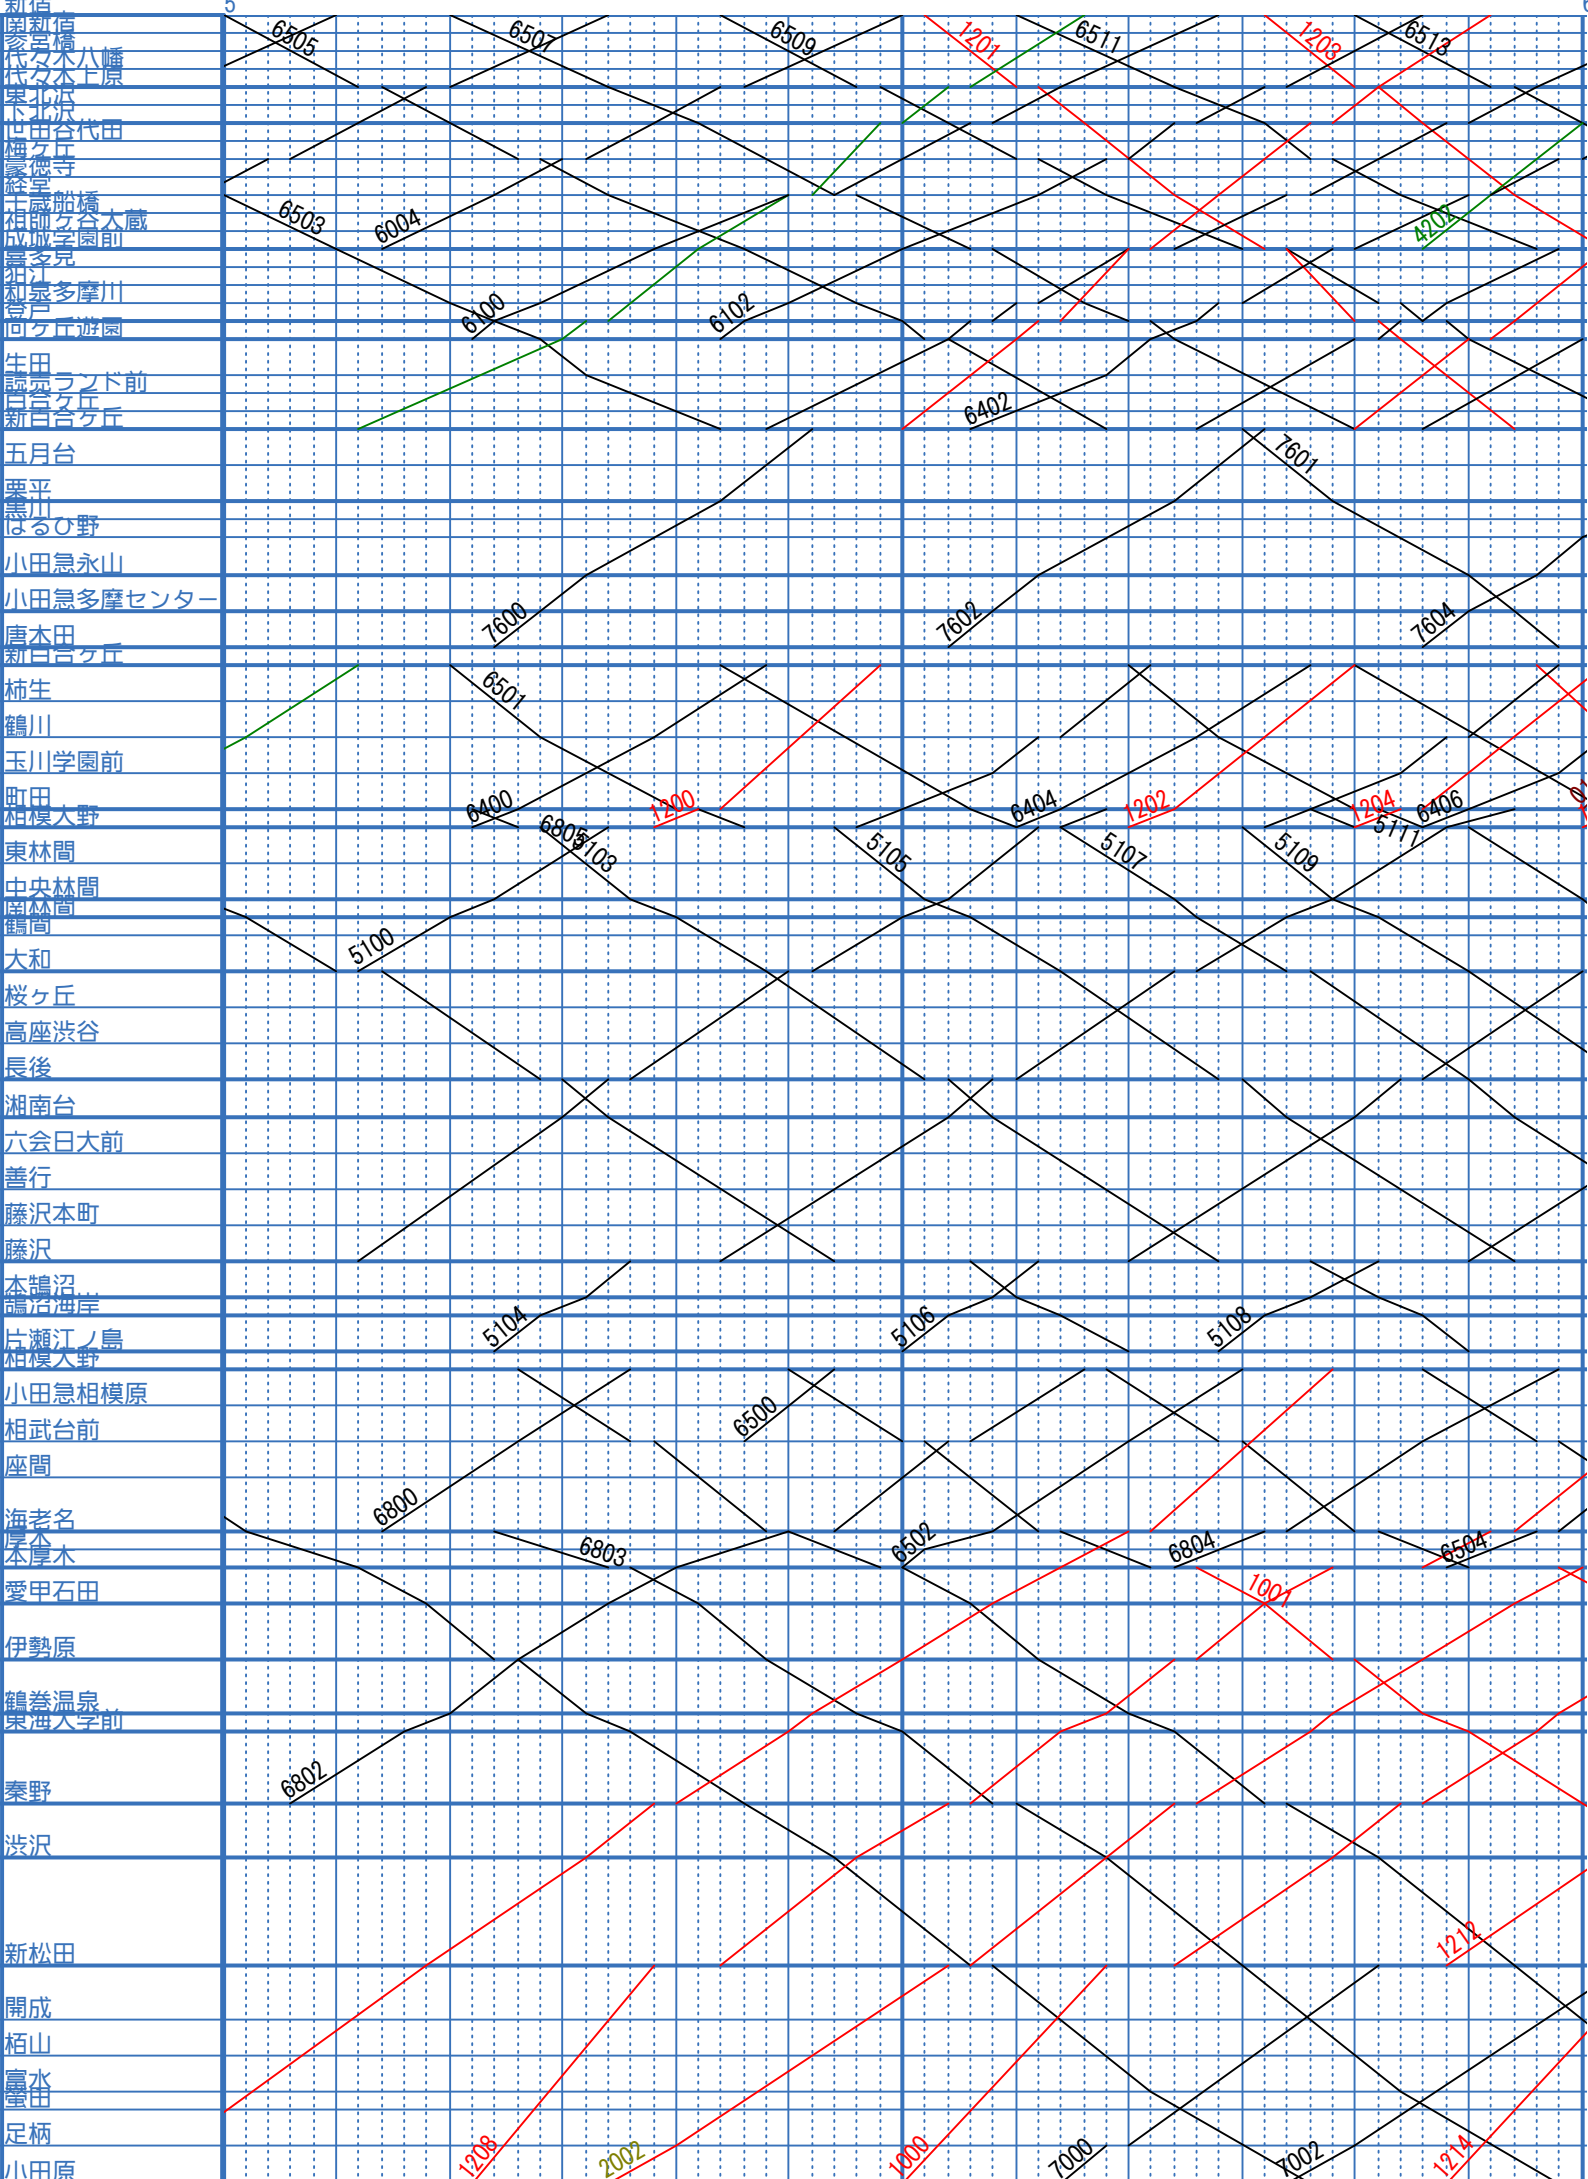 5
6
新宿
南新宿
参宮橋
代々木八幡
代々木上原
東北沢
下北沢
世田谷代田
梅ヶ丘
豪徳寺
経堂
千歳船橋
祖師ヶ谷大蔵
成城学園前
喜多見
狛江
和泉多摩川
登戸
向ヶ丘遊園
生田
読売ランド前
百合ヶ丘
新百合ヶ丘
五月台
栗平
黒川
はるひ野
小田急永山
小田急多摩センター
唐木田
新百合ヶ丘
柿生
鶴川
玉川学園前
町田
相模大野
東林間
中央林間
南林間
鶴間
大和
桜ヶ丘
高座渋谷
長後
湘南台
六会日大前
善行
藤沢本町
藤沢
本鵠沼
鵠沼海岸
片瀬江ノ島
相模大野
小田急相模原
相武台前
座間
海老名
厚木
本厚木
愛甲石田
伊勢原
鶴巻温泉
東海大学前
秦野
渋沢
新松田
開成
栢山
富水
螢田
足柄
小田原
6505
6507
6509
1201
6511
1203
6513
6503
6004
4202
6100
6102
6402
7601
7600
7602
7604
6501
6400
1200
6404
1202
1204
6406
6805
5103
5105
5107
5109
5111
5100
5104
5106
5108
6500
6800
6803
6502
6804
6504
1001
6802
1212
1208
2002
1000
7000
7002
1214